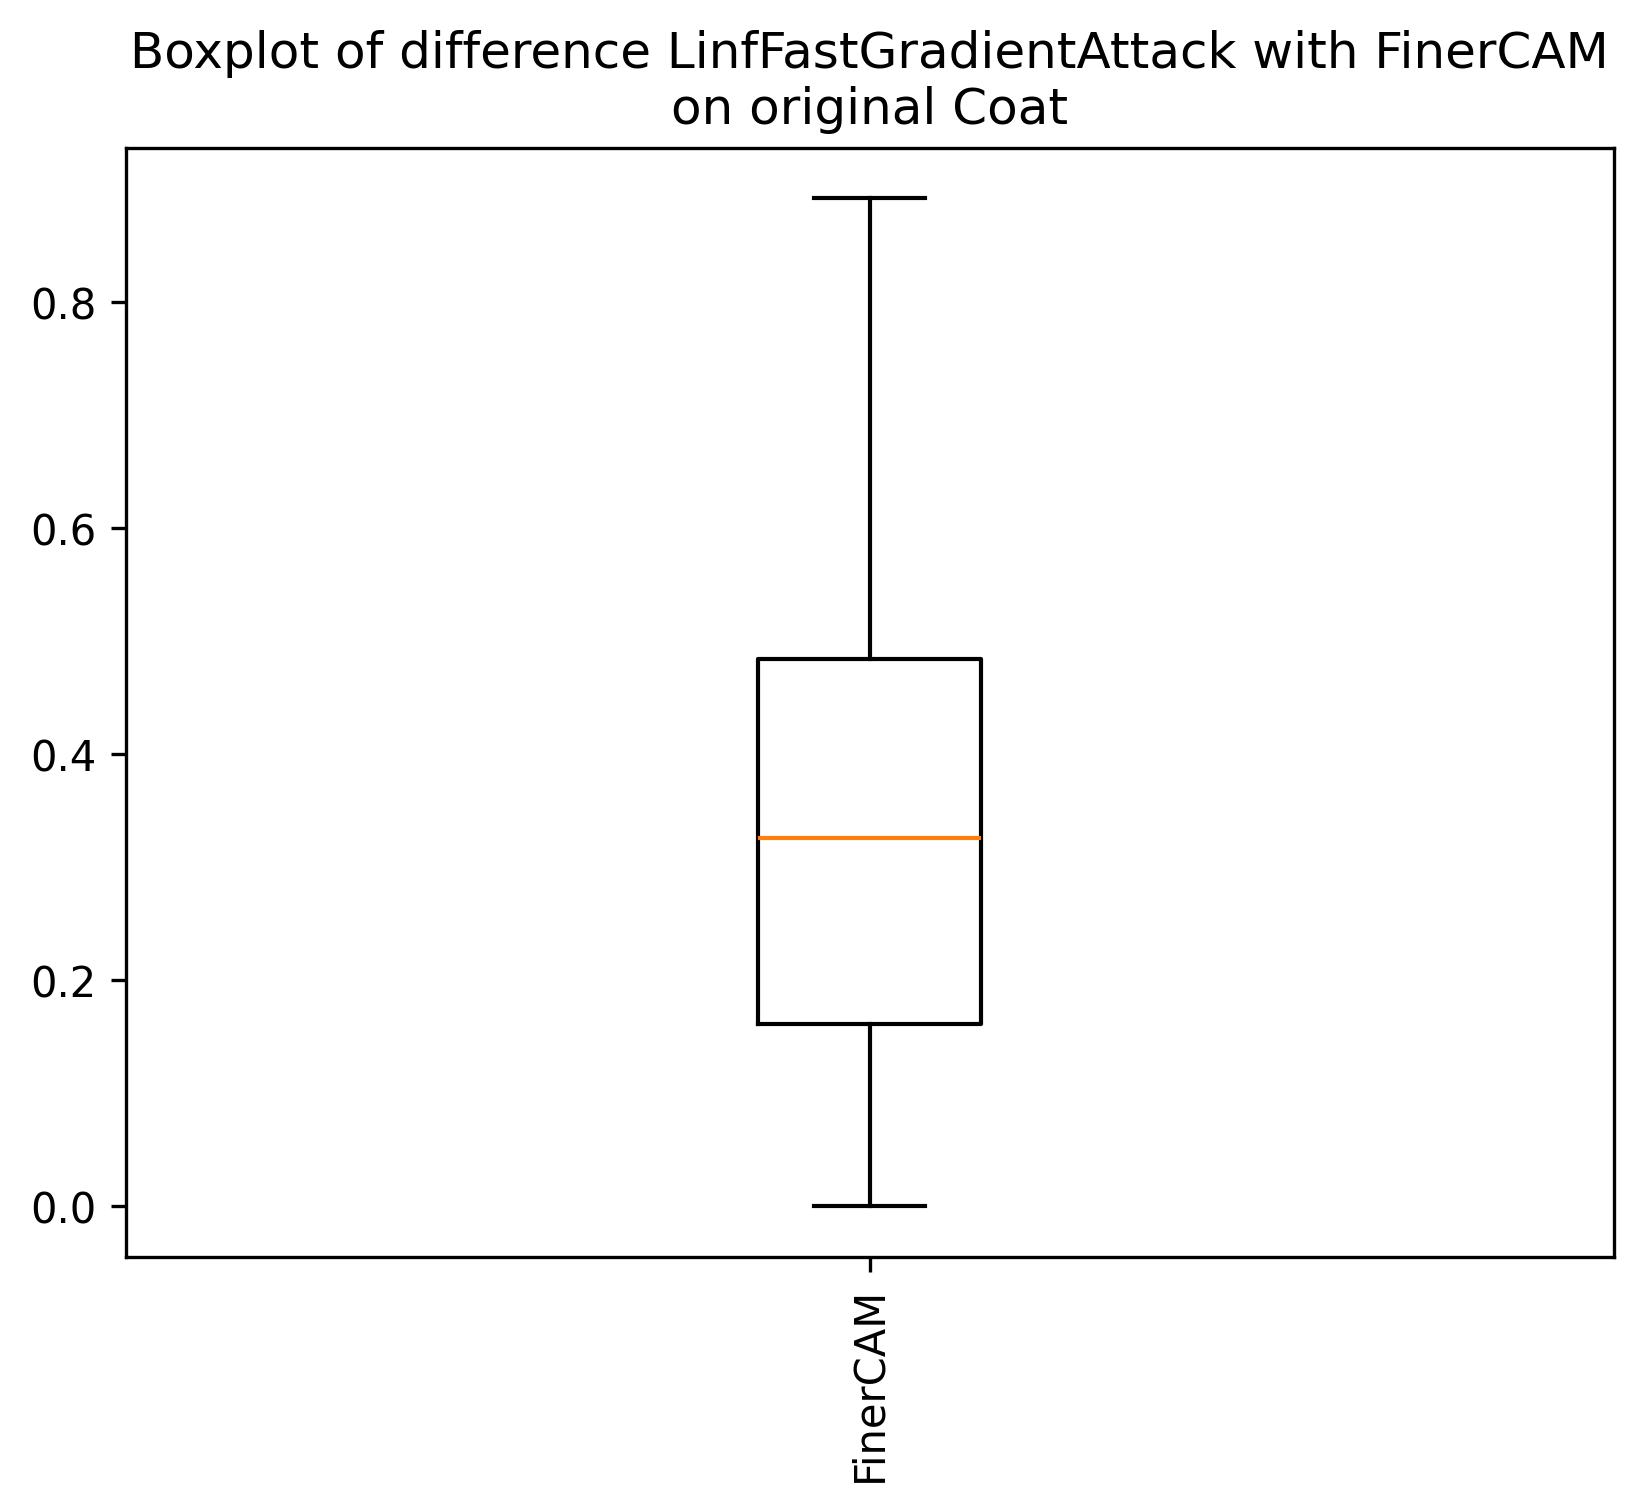 Boxplot of difference LinfFastGradientAttack with FinerCAM
on original Coat
0.8
0.6
0.4
0.2
0.0
FinerCAM